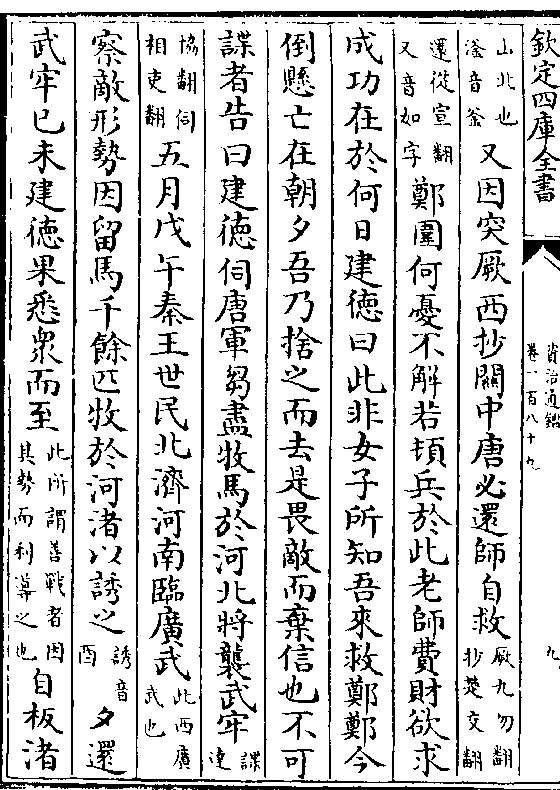 欽定四庫全書
資治通鑑
卷一百八十九
九
山北也
滏音釡
又因突厥西抄關中唐必還師自救
厥九勿翻
抄楚交翻
還從宣翻
又音如字
鄭圍何憂不解若頓兵於此老師費財欲求
成功在於何日建徳曰此非女子所知吾來救鄭鄭今
倒懸亡在朝夕吾乃捨之而去是畏敵而棄信也不可
諜者告曰建徳伺唐軍芻盡牧馬於河北將襲武牢
諜
達
協翻伺
相吏翻
五月戊午秦王世民北濟河南臨廣武
此西廣
武也
察敵形勢因留馬千餘匹牧於河渚以誘之
誘音
酉
夕還
武牢已未建徳果悉衆而至
此所謂善戰者因
其勢而利導之也
自板渚